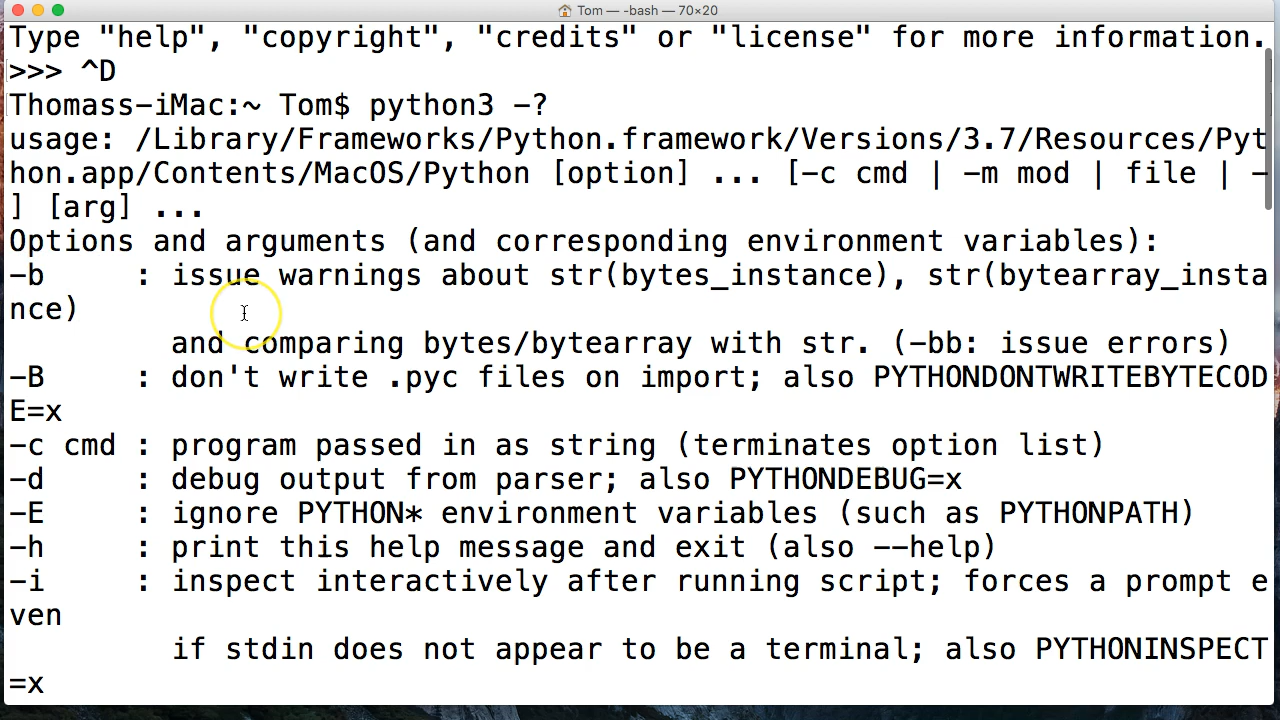 Tom — -bash — 70×20
Type "help", "copyright", "credits" or "license" for more information.
>>> ^D
Thomass-iMac:~ Tom$ python3 -?
usage: /Library/Frameworks/Python.framework/Versions/3.7/Resources/Pyt
hon.app/Contents/MacOS/Python [option] ... [-c cmd | -m mod | file | -
] [arg] ...
Options and arguments (and corresponding environment variables):
-b     : issue warnings about str(bytes_instance), str(bytearray_insta
nce)
         and comparing bytes/bytearray with str. (-bb: issue errors)
-B     : don't write .pyc files on import; also PYTHONDONTWRITEBYTECOD
E=x
-c cmd : program passed in as string (terminates option list)
-d     : debug output from parser; also PYTHONDEBUG=x
-E     : ignore PYTHON* environment variables (such as PYTHONPATH)
-h     : print this help message and exit (also --help)
-i     : inspect interactively after running script; forces a prompt e
ven
         if stdin does not appear to be a terminal; also PYTHONINSPECT
=x